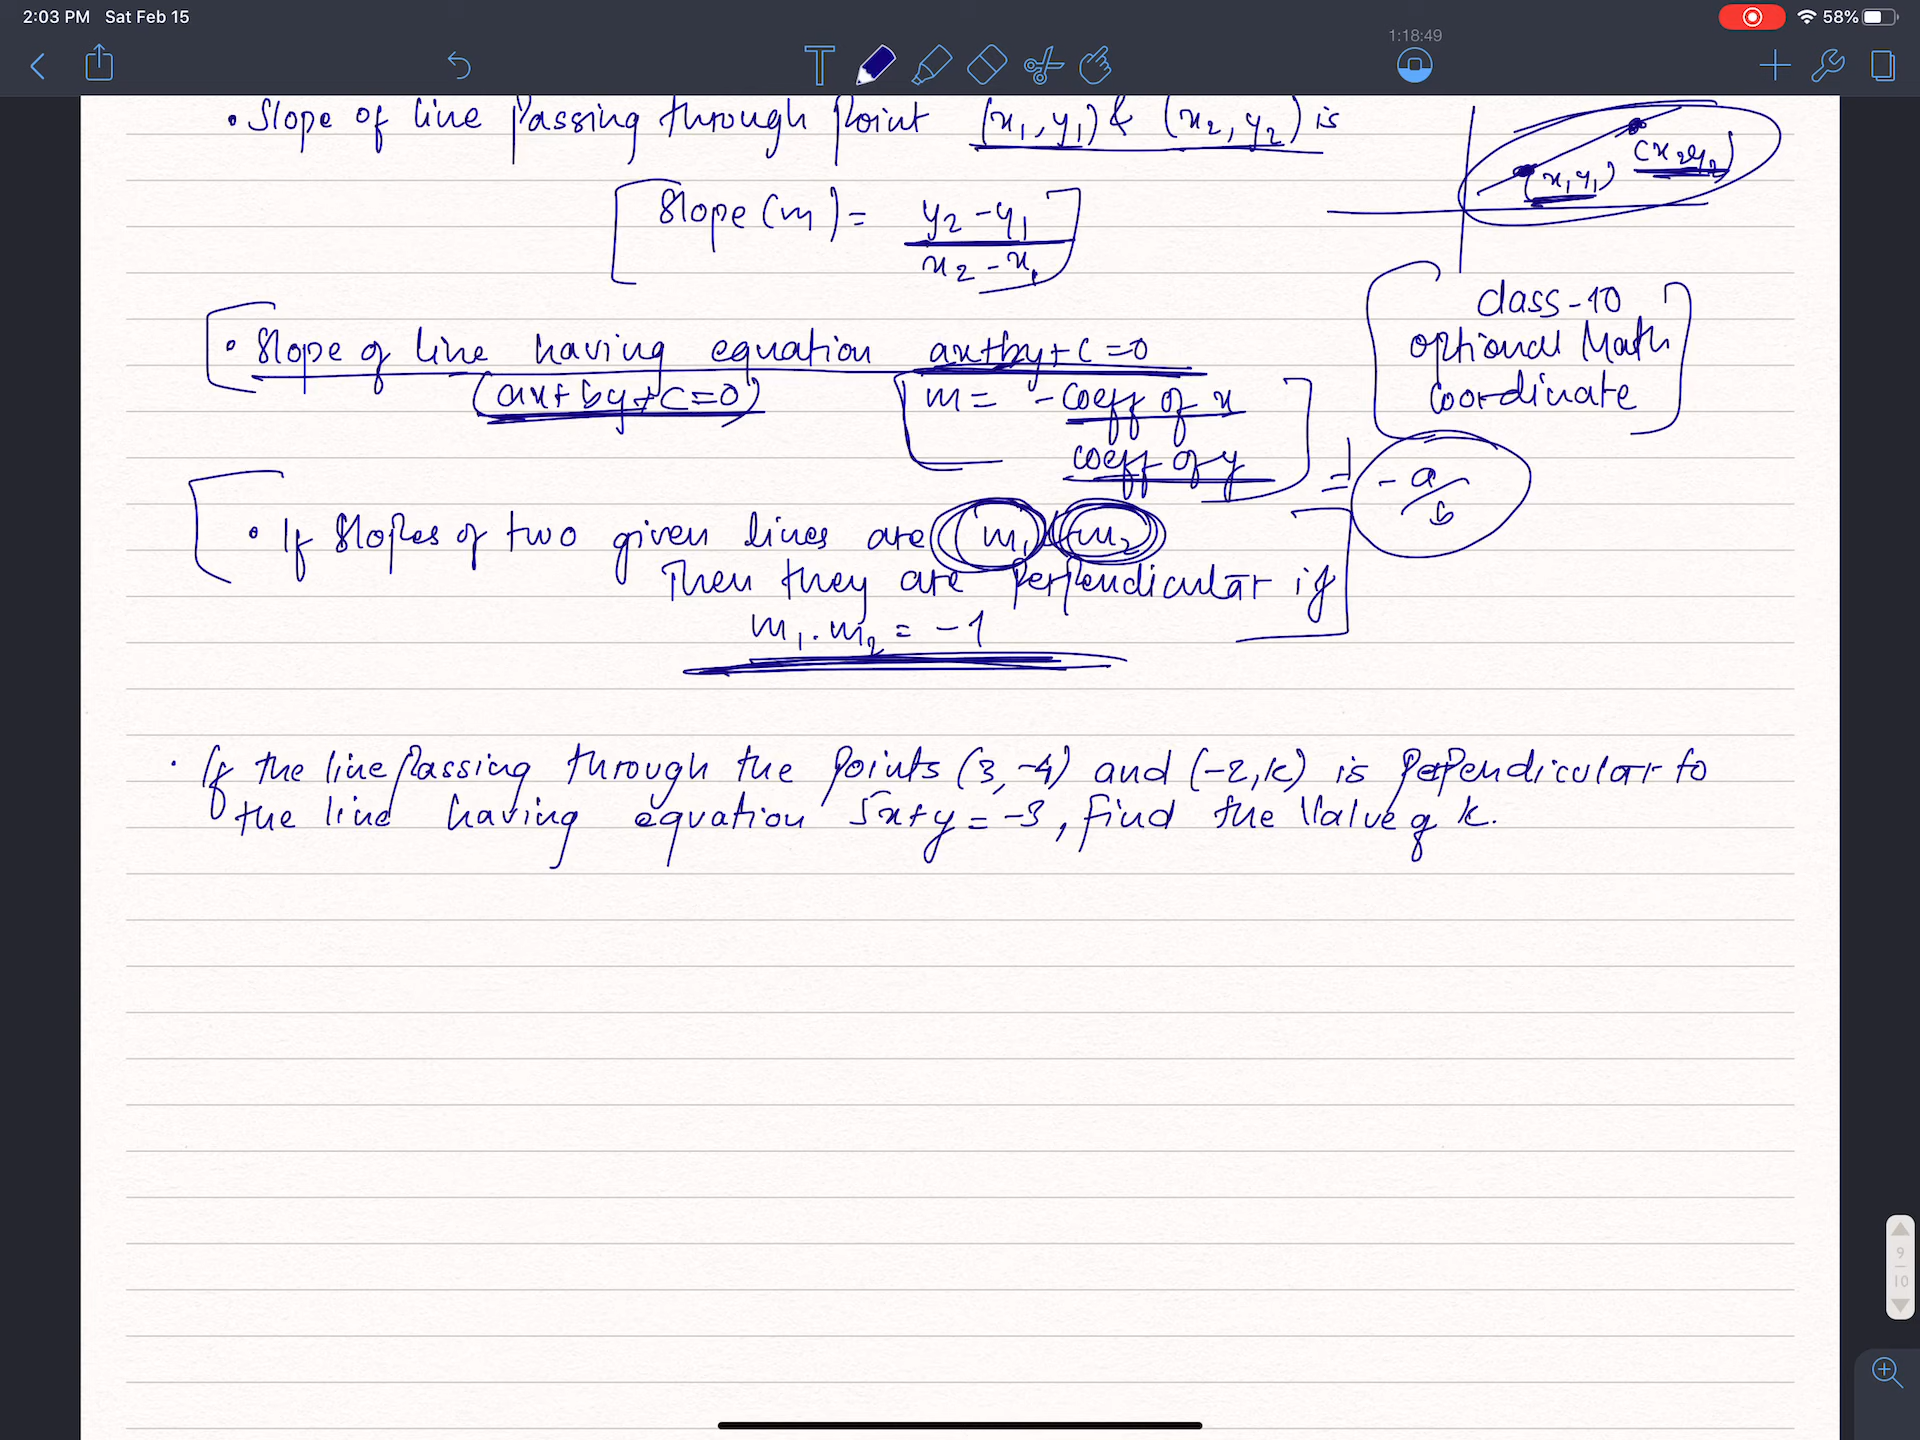 2:03 PM Sat Feb 15
58%
1:18:49
• Slope of line Passing through Point (x₁, y₁) & (x₂, y₂) is
(x₂ y₂)
(x₁ y₁)
Slope (m) = y₂ - y₁
x₂ - x₁
class - 10
optional Math
Coordinate
• Slope of line having equation ax+by+c=0
(ax+by+c=0)
m = - coeff of x
coeff of y
= - a/b
• If Slopes of two given lines are (m₁) & (m₂)
Then they are Perpendicular if
m₁ . m₂ = -1
• If the line Passing through the Points (3, -4) and (-2, k) is Perpendicular to
the line having equation 5x+y = -3, find the Value of k.
9
10